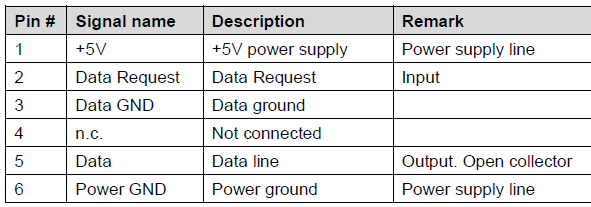 Pin # Signal name Description Remark
1 +5V +5V power supply Power supply line
2 Data Request Data Request Input
3 Data GND Data ground
4 n.c. Not connected
5 Data Data line Output. Open collector
6 Power GND Power ground Power supply line